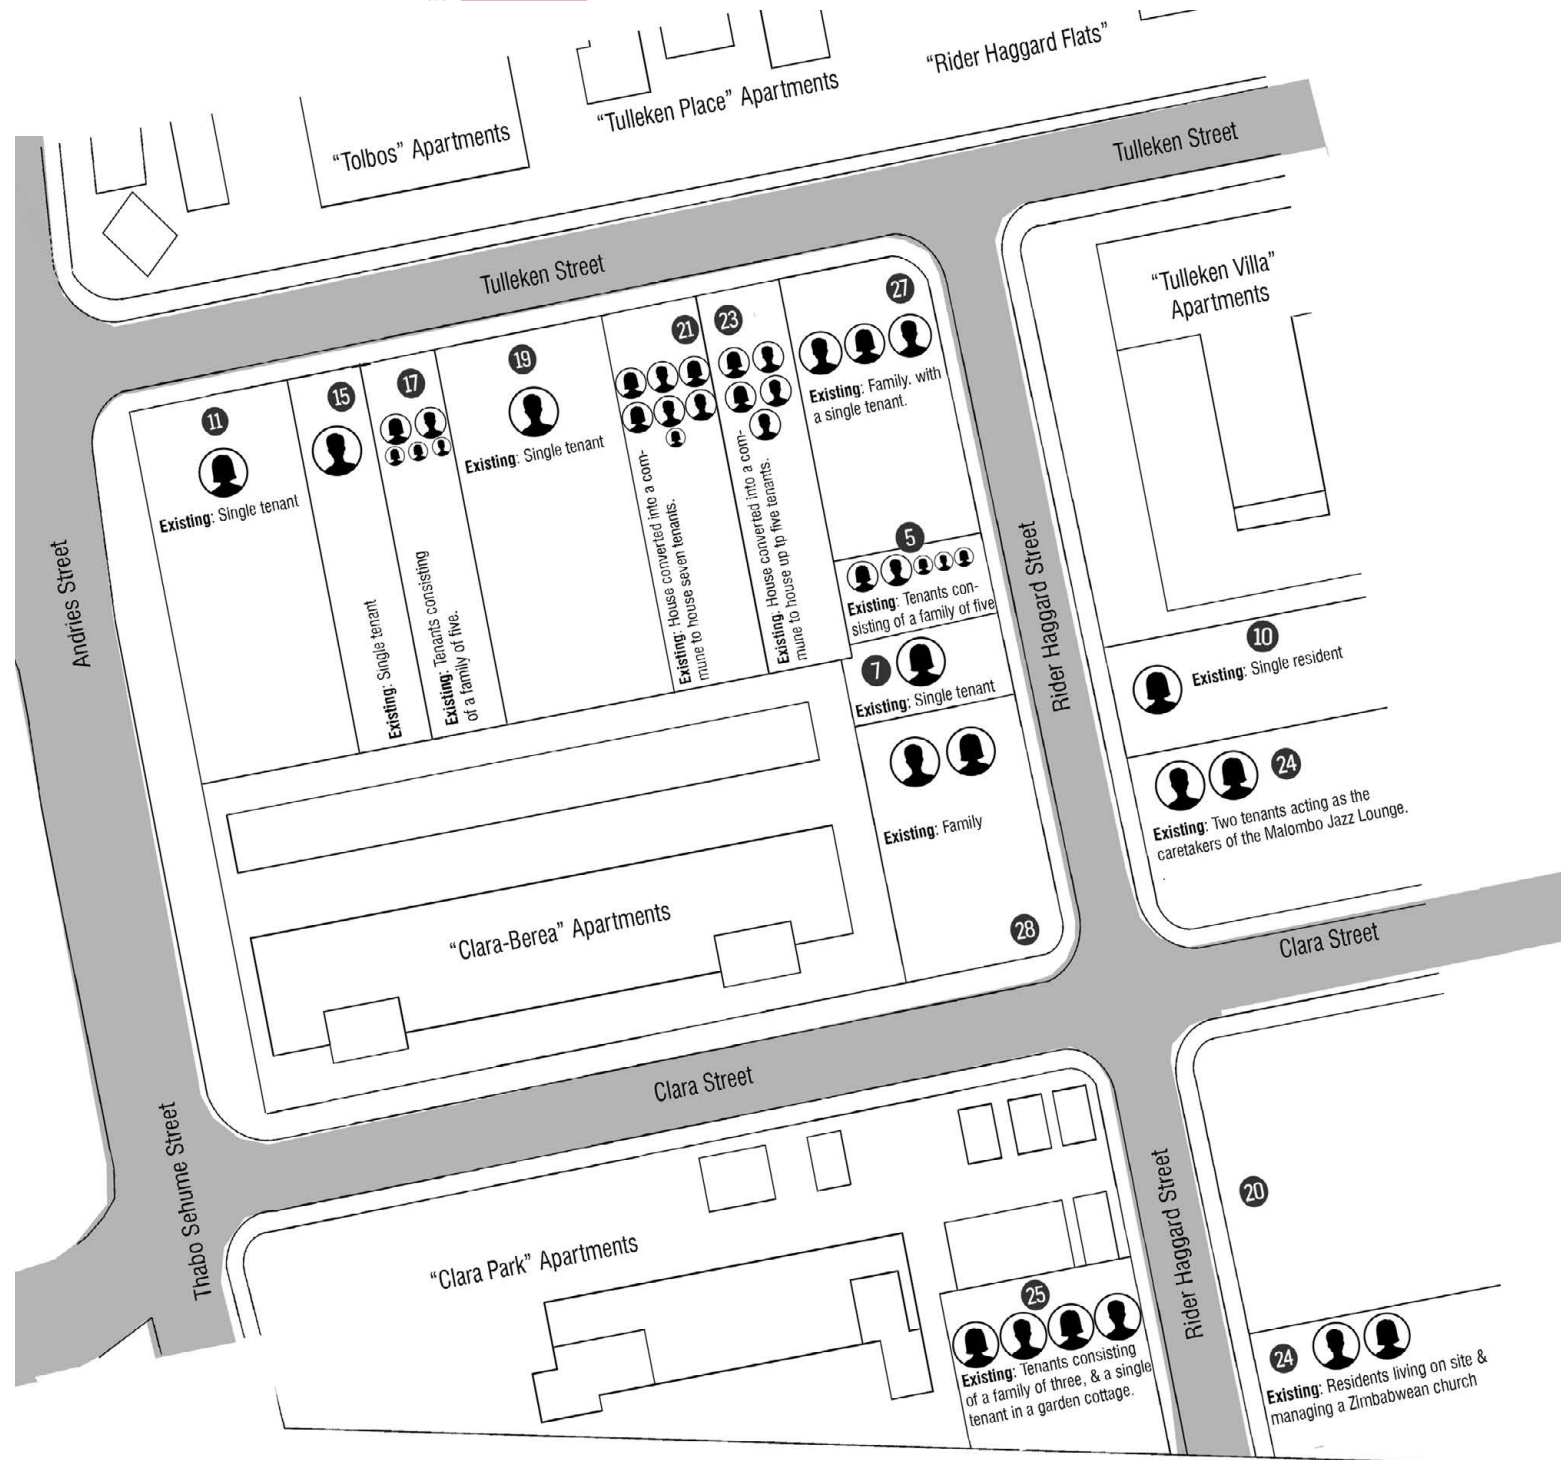 "Rider Haggard Flats"
"Tulleken Place" Apartments
"Tolbos" Apartments
Tulleken Street
Tulleken Street
"Tulleken Villa"
Apartments
11
Existing: Single tenant
15
Existing: Single tenant
17
Existing: Tenants consisting
of a family of five.
19
Existing: Single tenant
21
Existing: House converted into a com-
mune to house seven tenants.
23
Existing: House converted into a com-
mune to house up tp five tenants.
27
Existing: Family. with
a single tenant.
5
Existing: Tenants con-
sisting of a family of five
7
Existing: Single tenant
Existing: Family
28
Andries Street
Rider Haggard Street
10
Existing: Single resident
24
Existing: Two tenants acting as the
caretakers of the Malombo Jazz Lounge.
"Clara-Berea" Apartments
Clara Street
Clara Street
Thabo Sehume Street
"Clara Park" Apartments
Rider Haggard Street
20
25
Existing: Tenants consisting
of a family of three, & a single
tenant in a garden cottage.
24
Existing: Residents living on site &
managing a Zimbabwean church